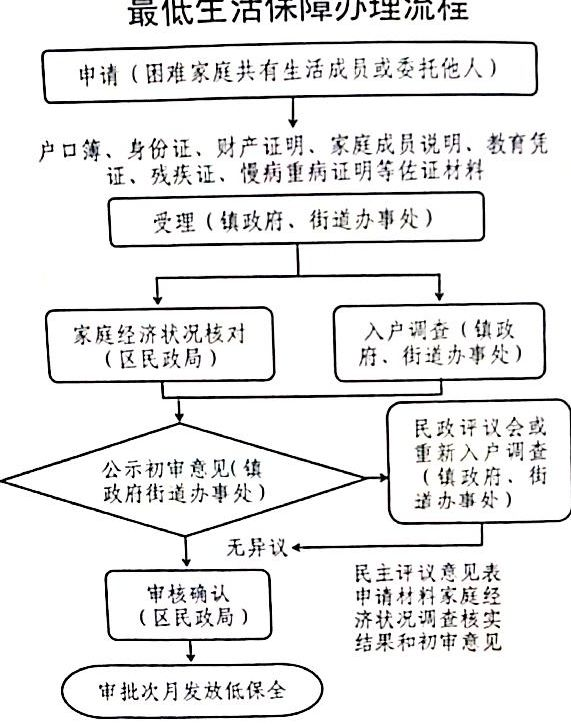 最低生活保障办理流程
申请（困难家庭共有生活成员或委托他人）
户口簿、身份证、财产证明、家庭成员说明、教育凭
证、残疾证、慢病重病证明等佐证材料
受理（镇政府、街道办事处）
家庭经济状况核对
（区民政局）
入户调查（镇政
府、街道办事处）
公示初审意见（镇
政府街道办事处）
民政评议会或
重新入户调查
（镇政府、街
道办事处）
无异议
民主评议意见表
申请材料家庭经
济状况调查核实
结果和初审意见
审核确认
（区民政局）
审批次月发放低保全